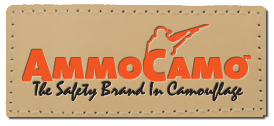 AMMOCAMO™
The Safety Brand In Camouflage